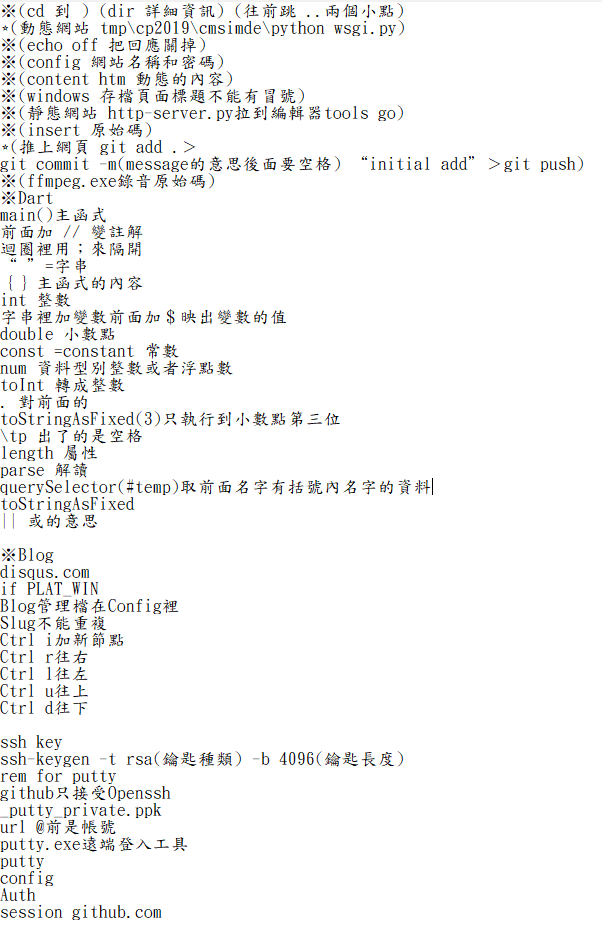 ※(cd 到 ) (dir 詳細資訊) (往前跳 ..兩個小點)
*(動態網站 tmp\cp2019\cmsimde\python wsgi.py)
※(echo off 把回應關掉)
※(config 網站名稱和密碼)
※(content htm 動態的內容)
※(windows 存檔頁面標題不能有冒號)
※(靜態網站 http-server.py拉到編輯器tools go)
※(insert 原始碼)
*(推上網頁 git add .＞
git commit -m(message的意思後面要空格) “initial add”＞git push)
※(ffmpeg.exe錄音原始碼)
※Dart
main()主函式
前面加 // 變註解
迴圈裡用；來隔開
“ ”=字串
｛｝主函式的內容
int 整數
字串裡加變數前面加＄映出變數的值
double 小數點
const =constant 常數
num 資料型別整數或者浮點數
toInt 轉成整數
. 對前面的
toStringAsFixed(3)只執行到小數點第三位
\tp 出了的是空格
length 屬性
parse 解讀
querySelector(#temp)取前面名字有括號內名字的資料
toStringAsFixed
|| 或的意思
※Blog
disqus.com
if PLAT_WIN
Blog管理檔在Config裡
Slug不能重複
Ctrl i加新節點
Ctrl r往右
Ctrl l往左
Ctrl u往上
Ctrl d往下
ssh key
ssh-keygen -t rsa(鑰匙種類) -b 4096(鑰匙長度)
rem for putty
github只接受Openssh
_putty_private.ppk
url @前是帳號
putty.exe遠端登入工具
putty
config
Auth
session github.com